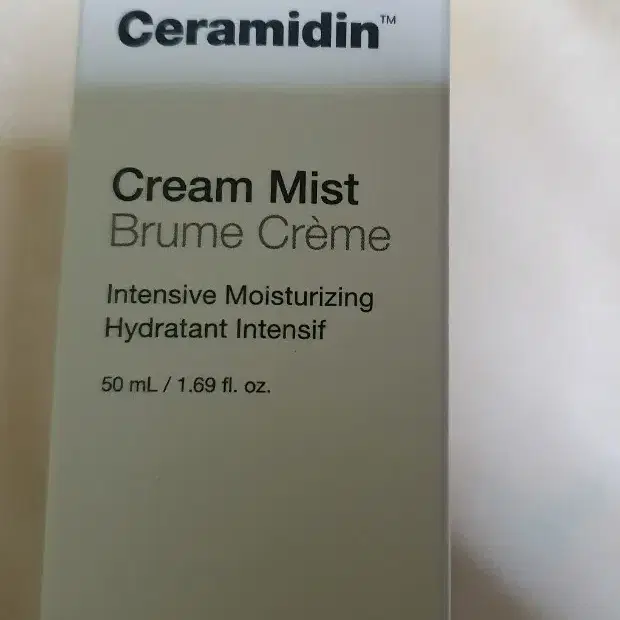 Ceramidin™
Cream Mist
Brume Crème
Intensive Moisturizing
Hydratant Intensif
50 mL / 1.69 fl. oz.